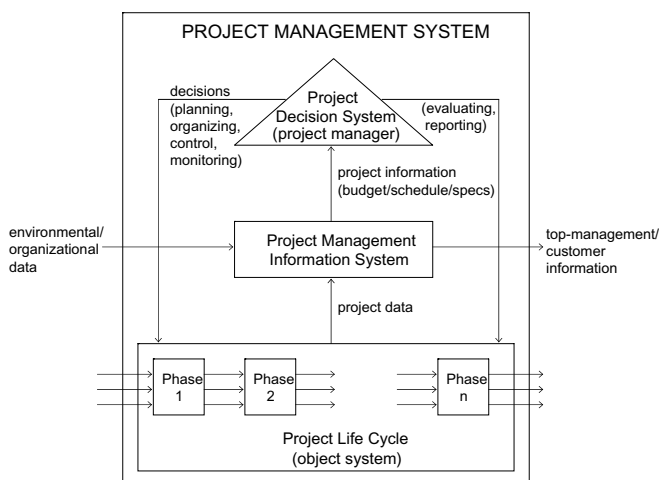 PROJECT MANAGEMENT SYSTEM
decisions
(planning,
organizing,
control,
monitoring)
Project
Decision System
(project manager)
(evaluating,
reporting)
project information
(budget/schedule/specs)
environmental/
organizational
data
Project Management
Information System
top-management/
customer
information
project data
Phase
1
Phase
2
Phase
n
Project Life Cycle
(object system)